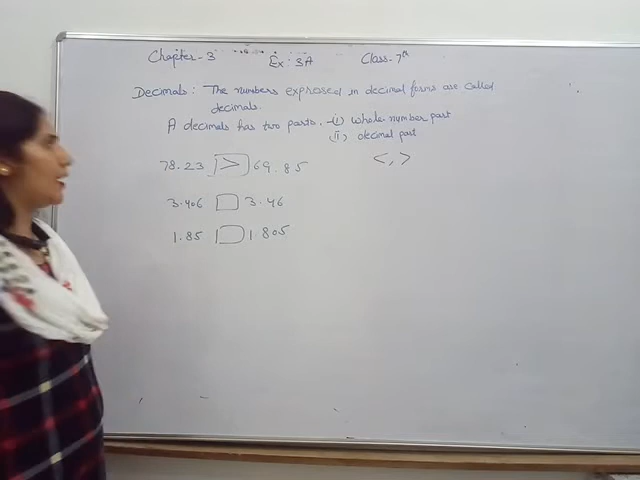 Chapter-3 Ex: 3A Class-7th
Decimals: The numbers expressed in decimal forms are called
decimals.
A decimals has two parts. -(i) whole number part
(ii) decimal part
78.23 > 69.85 <, >
3.406 □ 3.46
1.85 □ 1.805